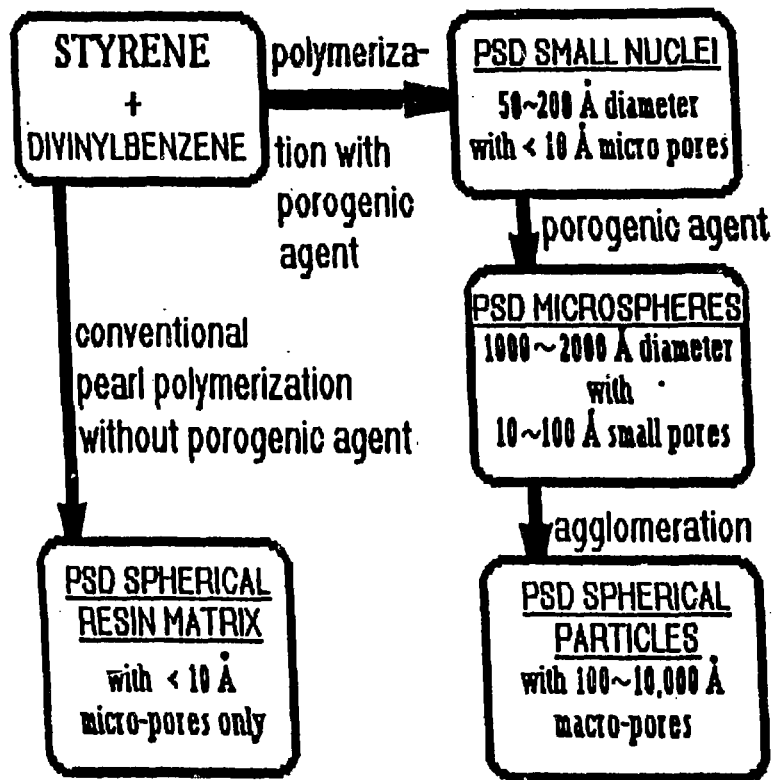 STYRENE
+
DIVINYLBENZENE
polymeriza-
tion with
porogenic
agent
PSD SMALL NUCLEI
50~200 Å diameter
with < 10 Å micro pores
porogenic agent
PSD MICROSPHERES
1000~2000 Å diameter
with
10~100 Å small pores
agglomeration
PSD SPHERICAL
PARTICLES
with 100~10,000 Å
macro-pores
conventional
pearl polymerization
without porogenic agent
PSD SPHERICAL
RESIN MATRIX
with < 10 Å
micro-pores only